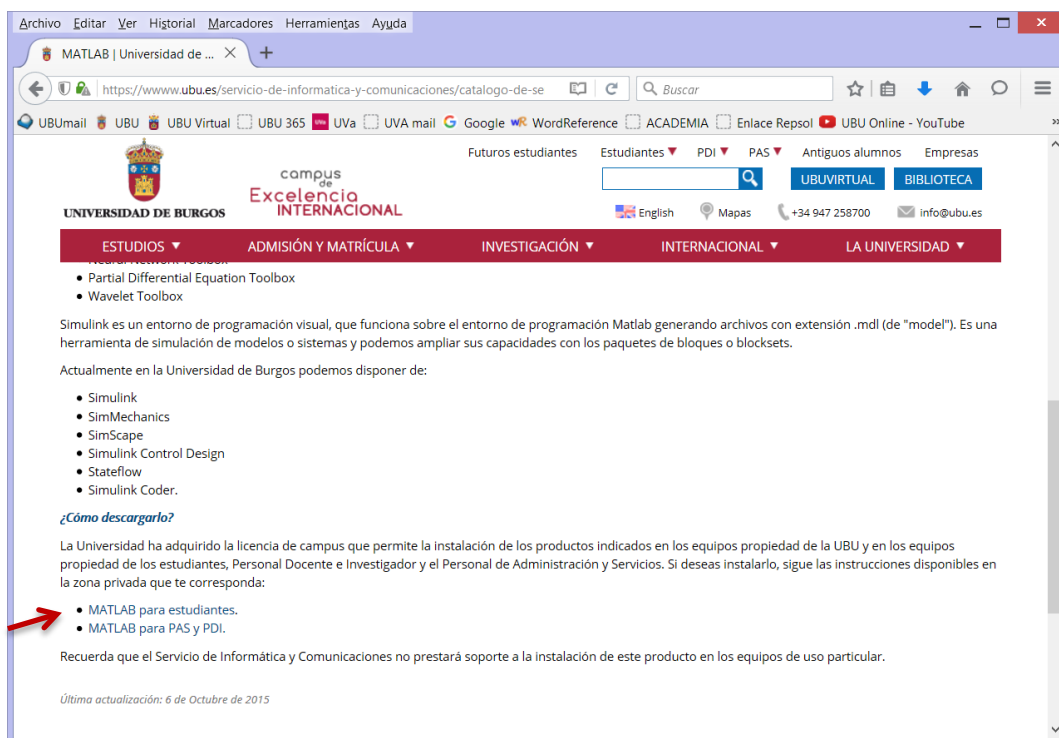 Archivo Editar Ver Historial Marcadores Herramientas Ayuda
MATLAB | Universidad de ...
https://wwww.ubu.es/servicio-de-informatica-y-comunicaciones/catalogo-de-se
Buscar
UBUmail UBU UBU Virtual UBU 365 UVa UVa UVA mail G Google WR WordReference ACADEMIA Enlace Repsol UBU Online - YouTube
Futuros estudiantes Estudiantes PDI PAS Antiguos alumnos Empresas
campus
de
Excelencia
INTERNACIONAL
UBUVIRTUAL BIBLIOTECA
UNIVERSIDAD DE BURGOS
English Mapas +34 947 258700 info@ubu.es
ESTUDIOS ADMISIÓN Y MATRÍCULA INVESTIGACIÓN INTERNACIONAL LA UNIVERSIDAD
Neural Network Toolbox
Partial Differential Equation Toolbox
Wavelet Toolbox
Simulink es un entorno de programación visual, que funciona sobre el entorno de programación Matlab generando archivos con extensión .mdl (de "model"). Es una
herramienta de simulación de modelos o sistemas y podemos ampliar sus capacidades con los paquetes de bloques o blocksets.
Actualmente en la Universidad de Burgos podemos disponer de:
Simulink
SimMechanics
SimScape
Simulink Control Design
Stateflow
Simulink Coder.
¿Cómo descargarlo?
La Universidad ha adquirido la licencia de campus que permite la instalación de los productos indicados en los equipos propiedad de la UBU y en los equipos
propiedad de los estudiantes, Personal Docente e Investigador y el Personal de Administración y Servicios. Si deseas instalarlo, sigue las instrucciones disponibles en
la zona privada que te corresponda:
MATLAB para estudiantes.
MATLAB para PAS y PDI.
Recuerda que el Servicio de Informática y Comunicaciones no prestará soporte a la instalación de este producto en los equipos de uso particular.
Última actualización: 6 de Octubre de 2015